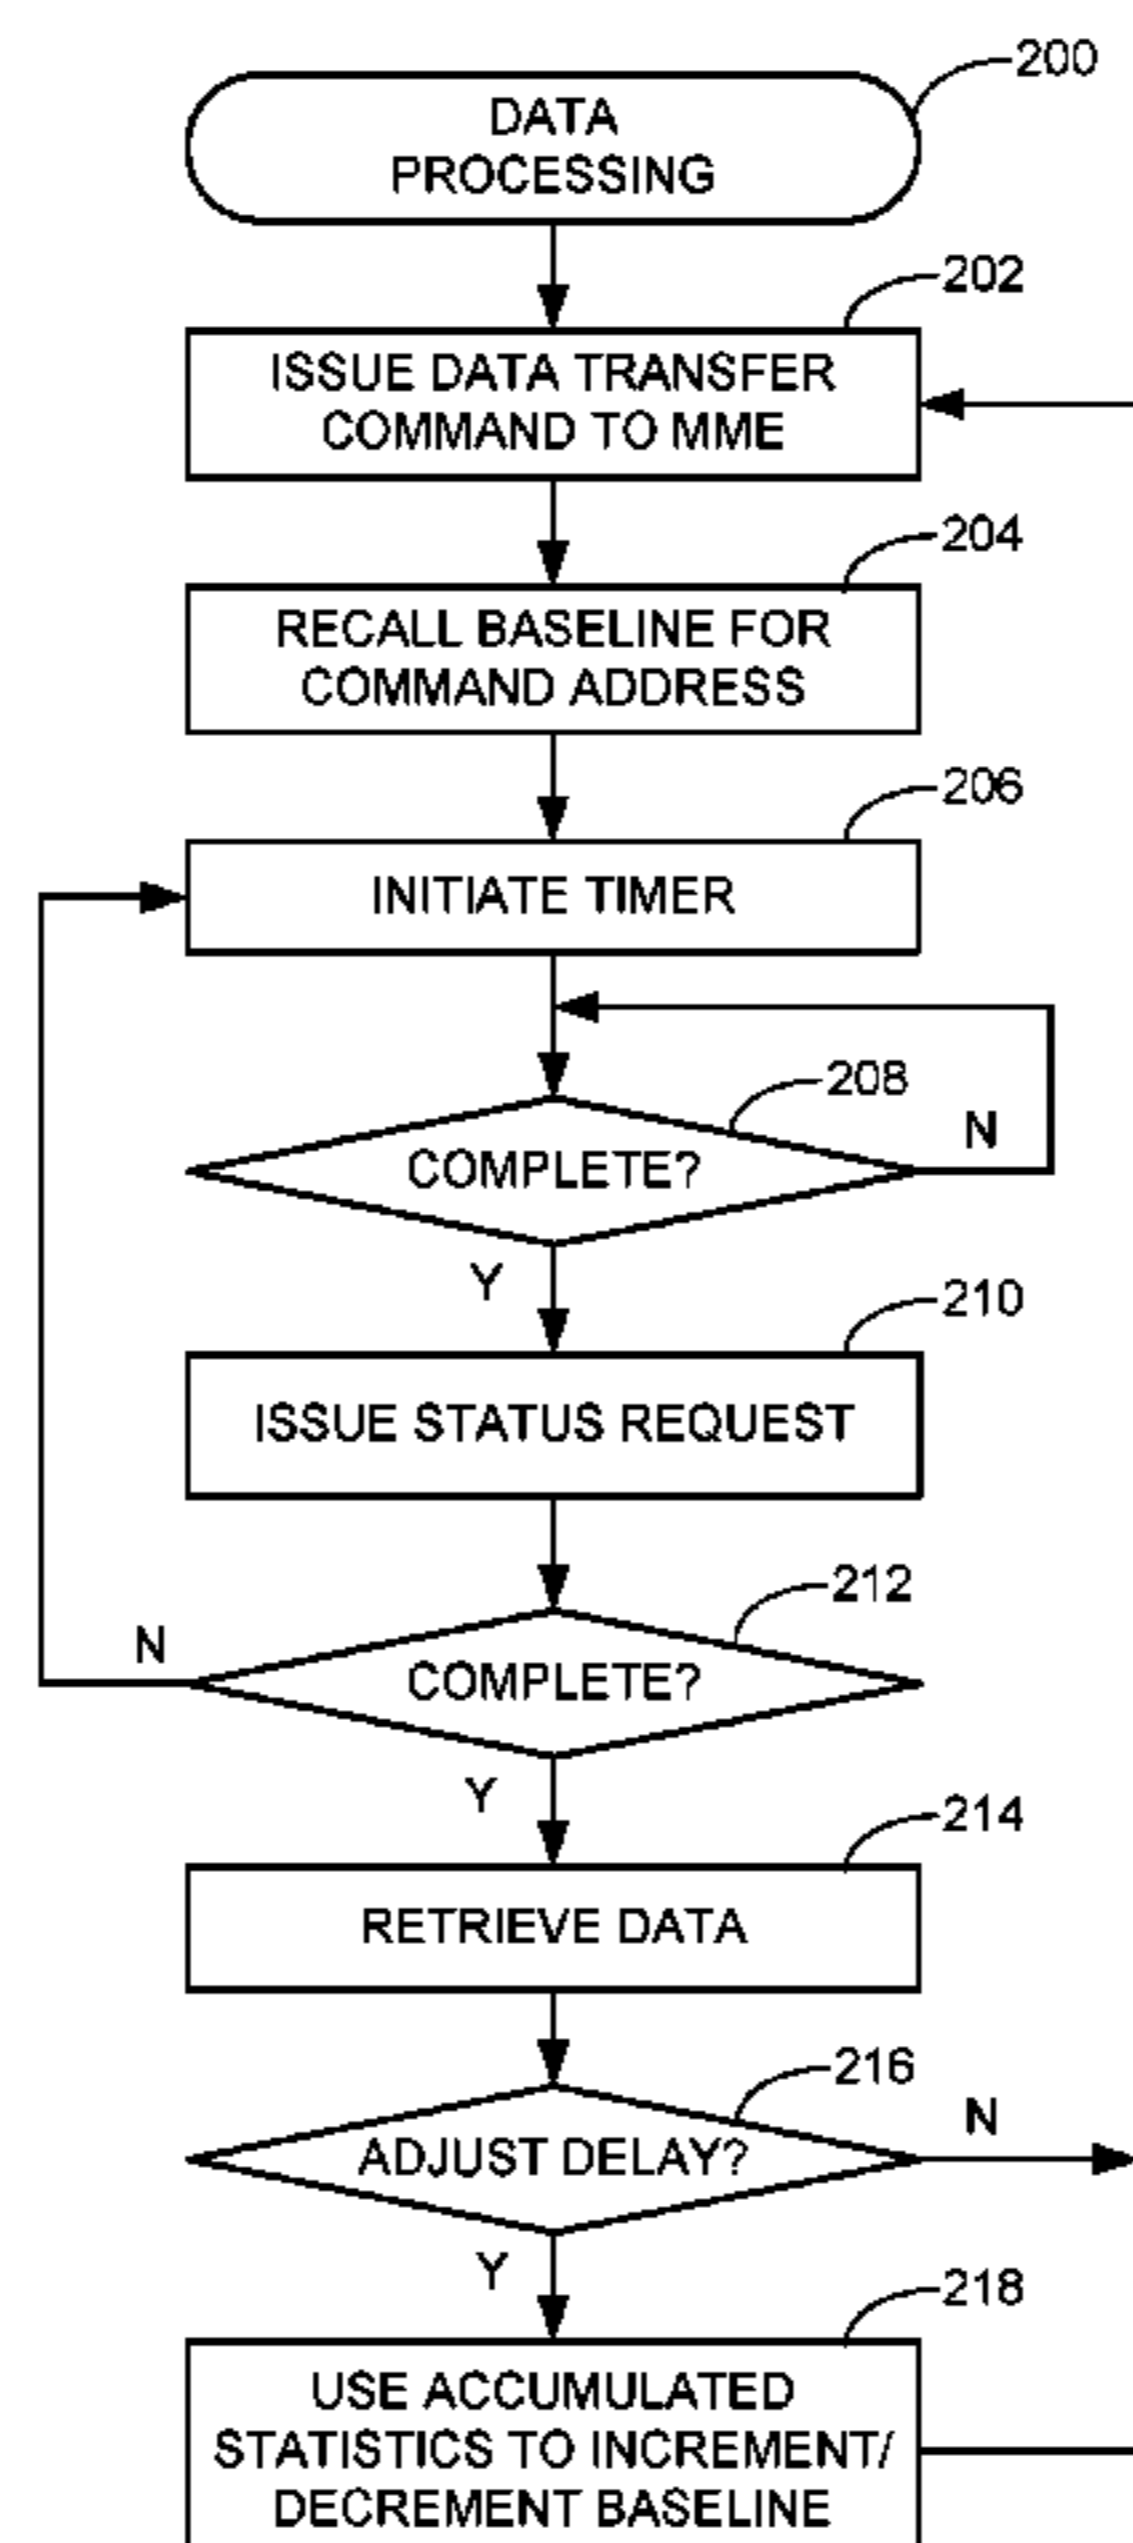 200
DATA
PROCESSING
202
ISSUE DATA TRANSFER
COMMAND TO MME
204
RECALL BASELINE FOR
COMMAND ADDRESS
206
INITIATE TIMER
208
COMPLETE?
N
Y
210
ISSUE STATUS REQUEST
212
COMPLETE?
N
Y
214
RETRIEVE DATA
216
ADJUST DELAY?
N
Y
218
USE ACCUMULATED
STATISTICS TO INCREMENT/
DECREMENT BASELINE